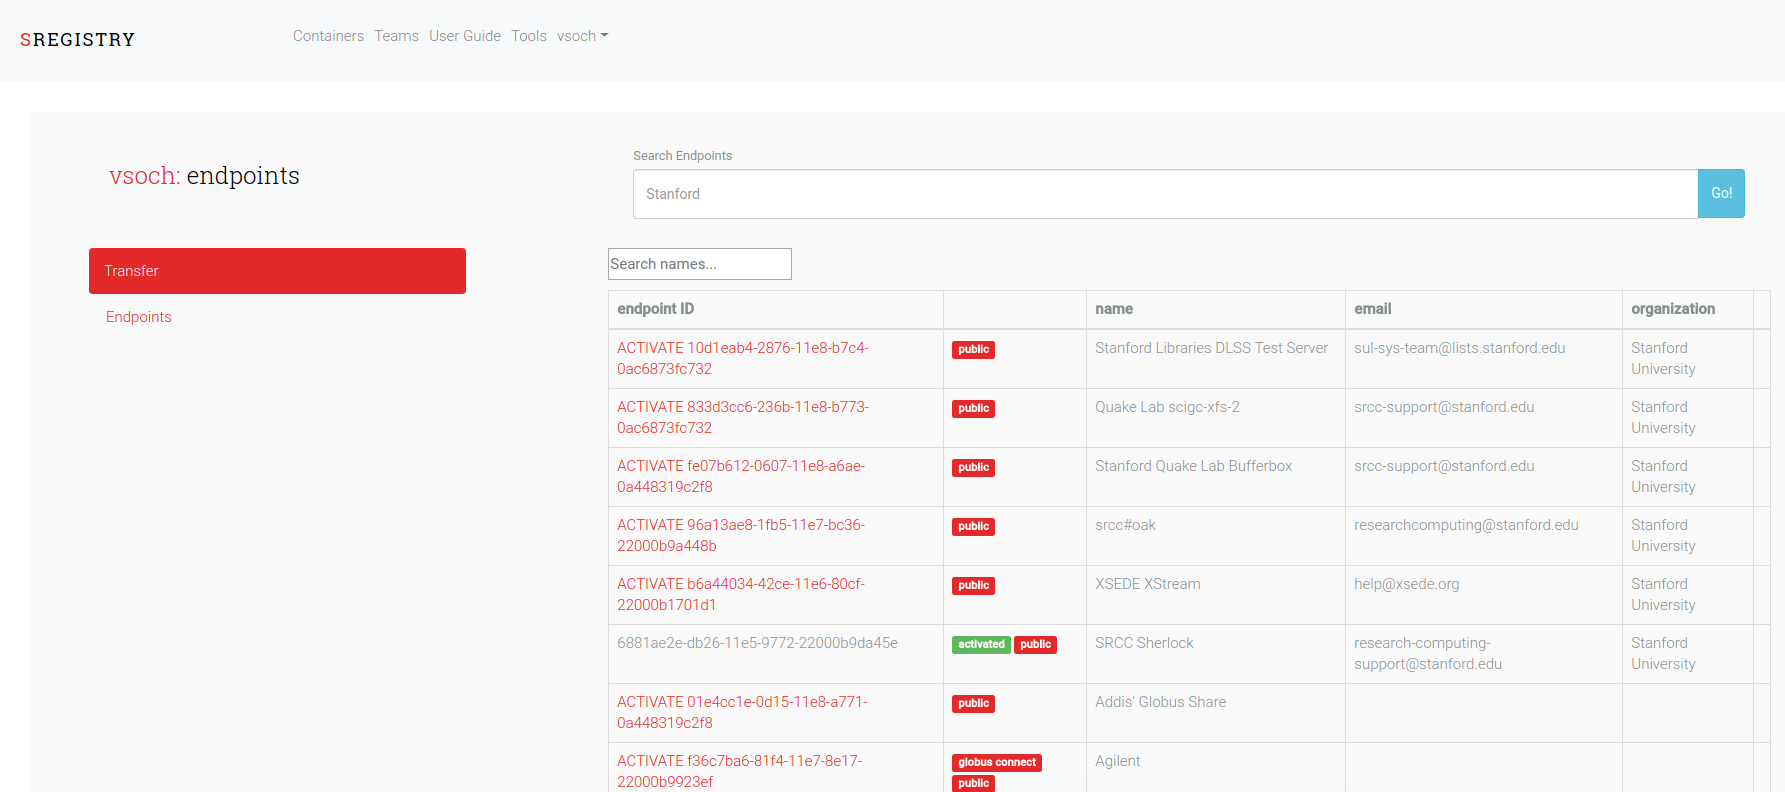 SREGISTRY
Containers Teams User Guide Tools vsoch
vsoch: endpoints
Search Endpoints
Stanford
Go!
Transfer
Endpoints
Search names...
endpoint ID name email organization
ACTIVATE 10d1eab4-2876-11e8-b7c4- public Stanford Libraries DLSS Test Server sul-sys-team@lists.stanford.edu Stanford
0ac6873fc732 University
ACTIVATE 833d3cc6-236b-11e8-b773- public Quake Lab scigc-xfs-2 srcc-support@stanford.edu Stanford
0ac6873fc732 University
ACTIVATE fe07b612-0607-11e8-a6ae- public Stanford Quake Lab Bufferbox srcc-support@stanford.edu Stanford
0a448319c2f8 University
ACTIVATE 96a13ae8-1fb5-11e7-bc36- public srcc#oak researchcomputing@stanford.edu Stanford
22000b9a448b University
ACTIVATE b6a44034-42ce-11e6-80cf- public XSEDE XStream help@xsede.org Stanford
22000b1701d1 University
6881ae2e-db26-11e5-9772-22000b9da45e activated public SRCC Sherlock research-computing- Stanford
support@stanford.edu University
ACTIVATE 01e4cc1e-0d15-11e8-a771- public Addis' Globus Share
0a448319c2f8
ACTIVATE f36c7ba6-81f4-11e7-8e17- globus connect Agilent
22000b9923ef public